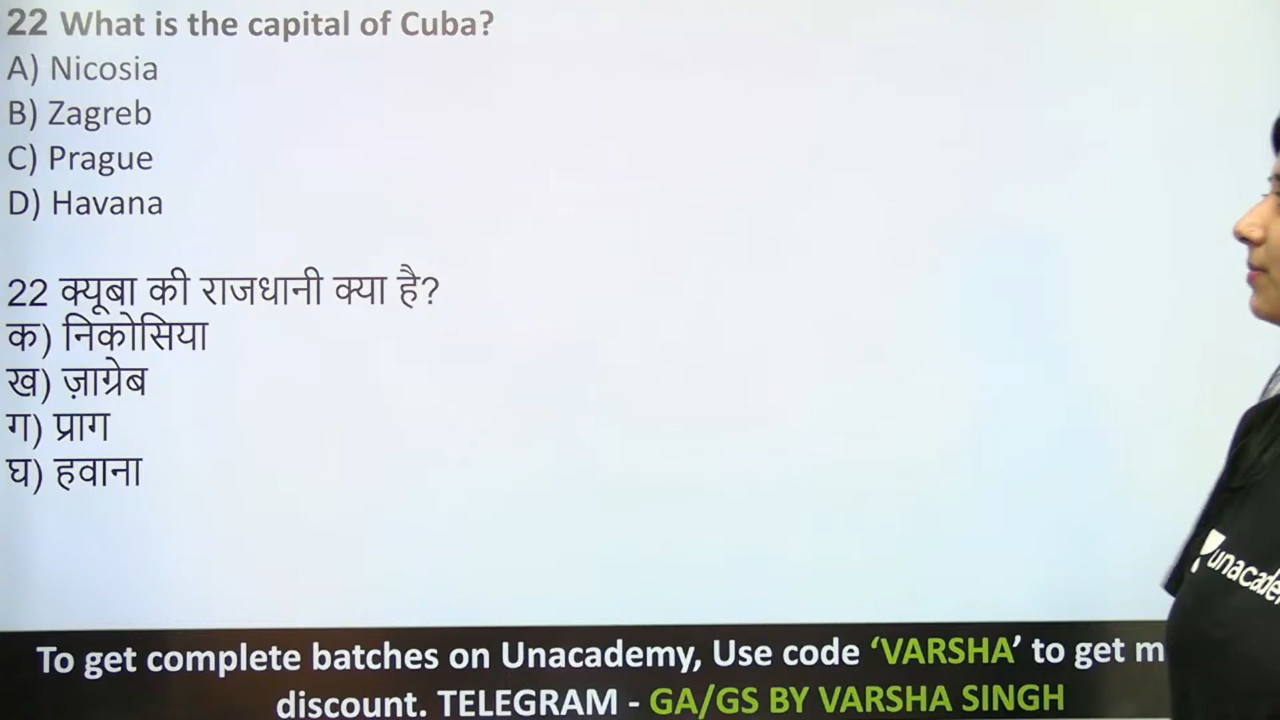 22 What is the capital of Cuba?
A) Nicosia
B) Zagreb
C) Prague
D) Havana
22 क्यूबा की राजधानी क्या है?
क) निकोसिया
ख) ज़ाग्रेब
ग) प्राग
घ) हवाना
unacade
To get complete batches on Unacademy, Use code ‘VARSHA’ to get m
discount. TELEGRAM - GA/GS BY VARSHA SINGH